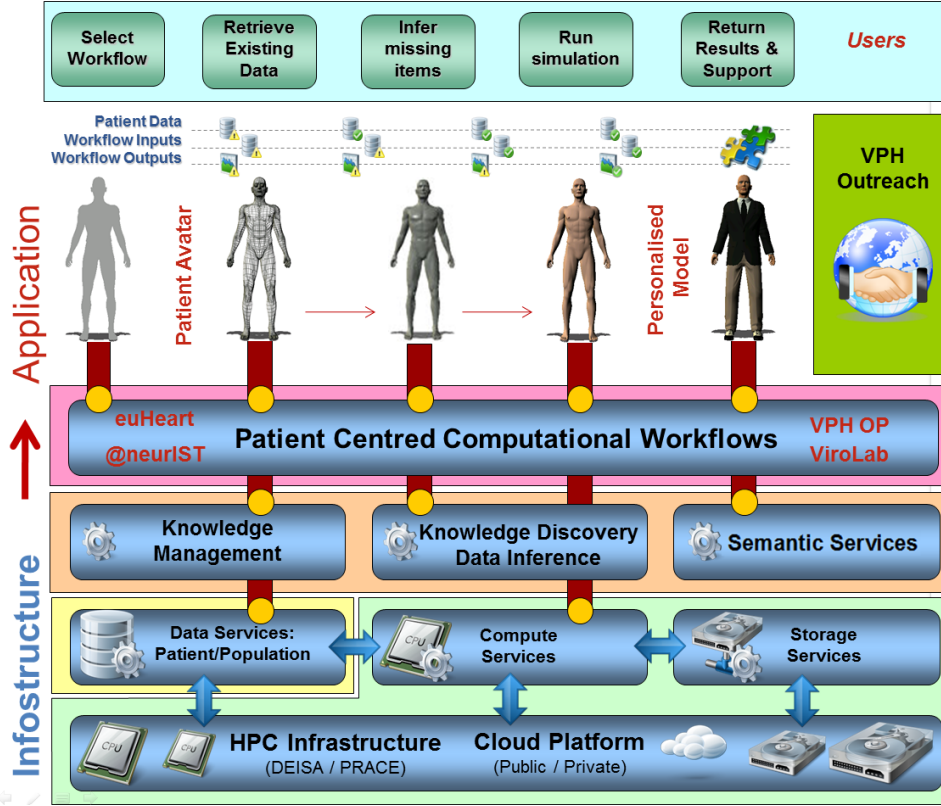 Select
Workflow
Retrieve
Existing
Data
Infer
missing
items
Run
simulation
Return
Results &
Support
Users
Patient Data
Workflow Inputs
Workflow Outputs
VPH
Outreach
Application
Patient Avatar
Personalised
Model
euHeart
@neurIST
Patient Centred Computational Workflows
VPH OP
ViroLab
Infostructure
Knowledge
Management
Knowledge Discovery
Data Inference
Semantic Services
Data Services:
Patient/Population
CPU
Compute
Services
Storage
Services
CPU
CPU
HPC Infrastructure
(DEISA / PRACE)
Cloud Platform
(Public / Private)